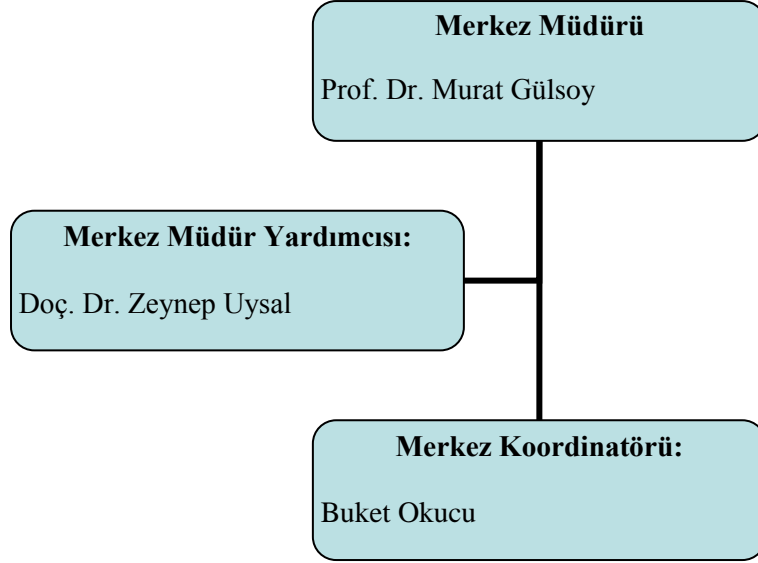 Merkez Müdürü
Prof. Dr. Murat Gülsoy
Merkez Müdür Yardımcısı:
Doç. Dr. Zeynep Uysal
Merkez Koordinatörü:
Buket Okucu